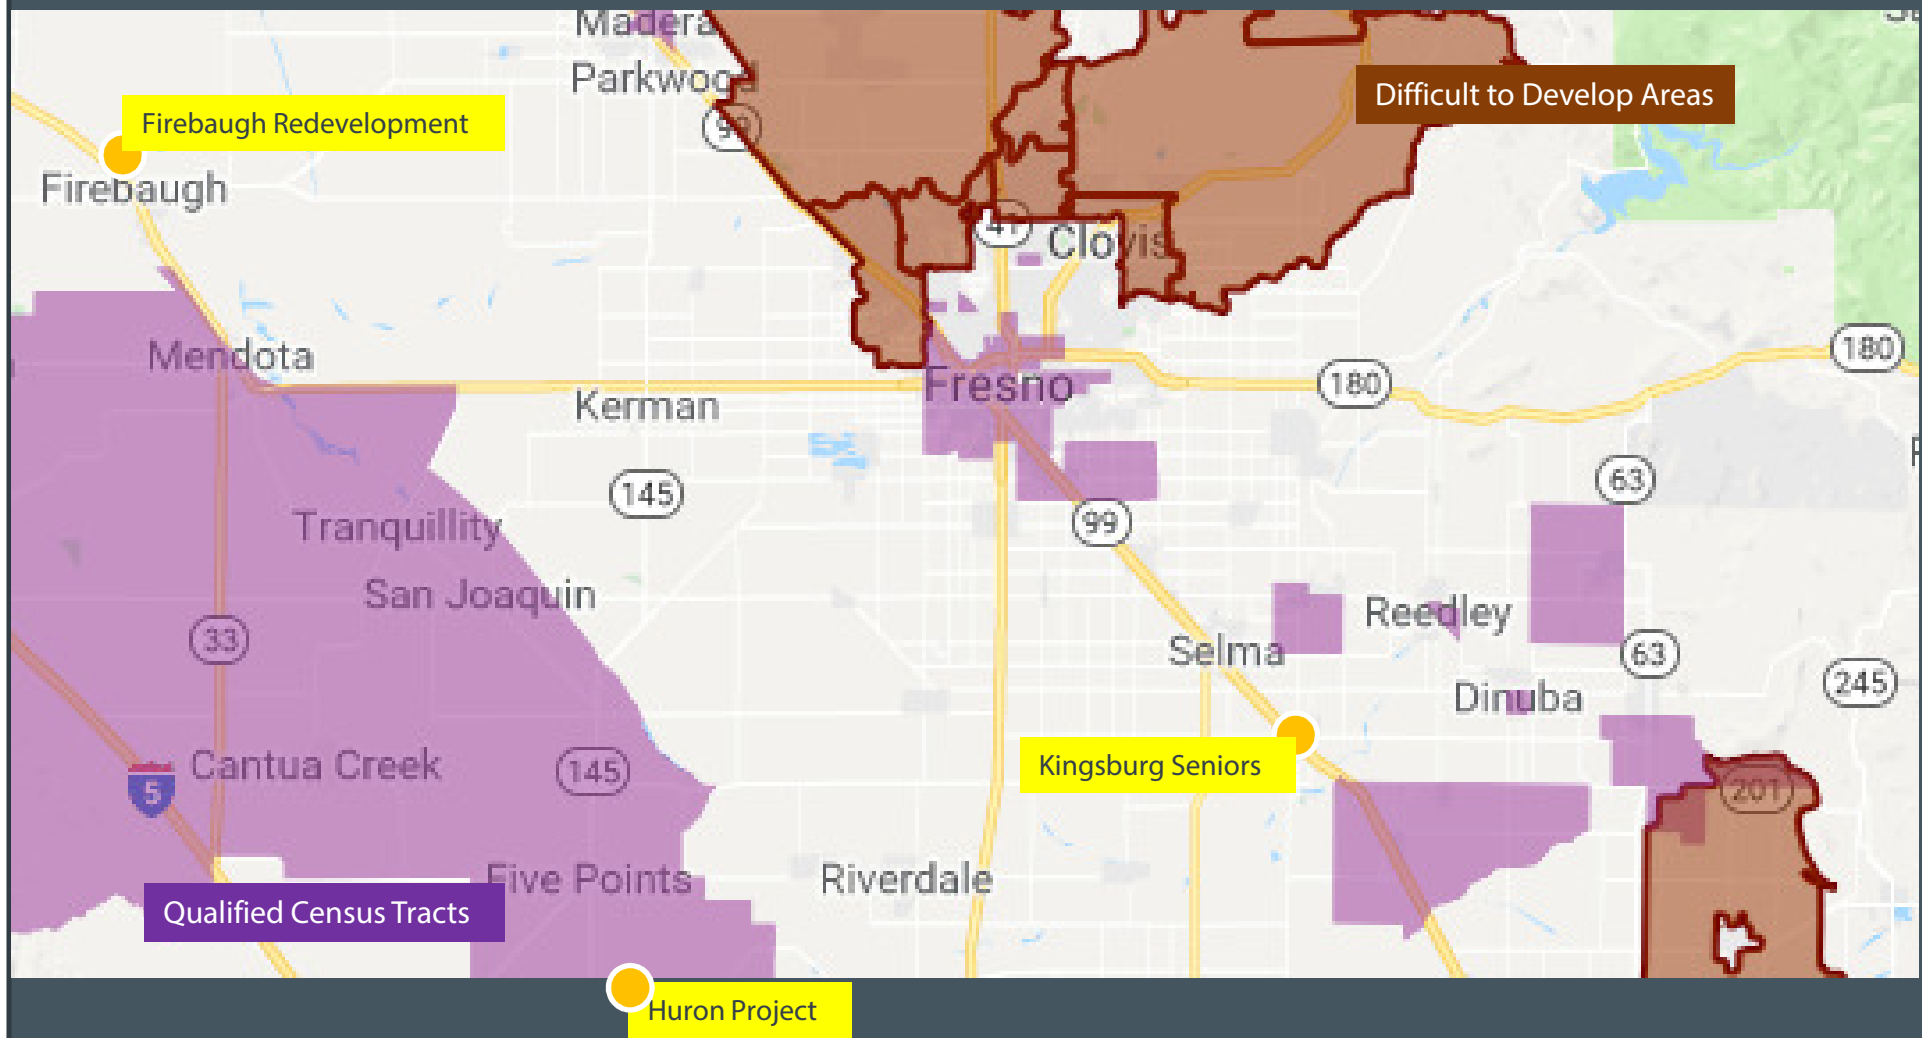 Madera
Parkwood
Difficult to Develop Areas
Firebaugh Redevelopment
99
Firebaugh
41
Clovis
Mendota
180
180
Fresno
Kerman
145
63
99
Tranquillity
San Joaquin
Reedley
33
Selma
63
245
Dinuba
Cantua Creek
145
Kingsburg Seniors
5
201
Five Points
Riverdale
Qualified Census Tracts
Huron Project